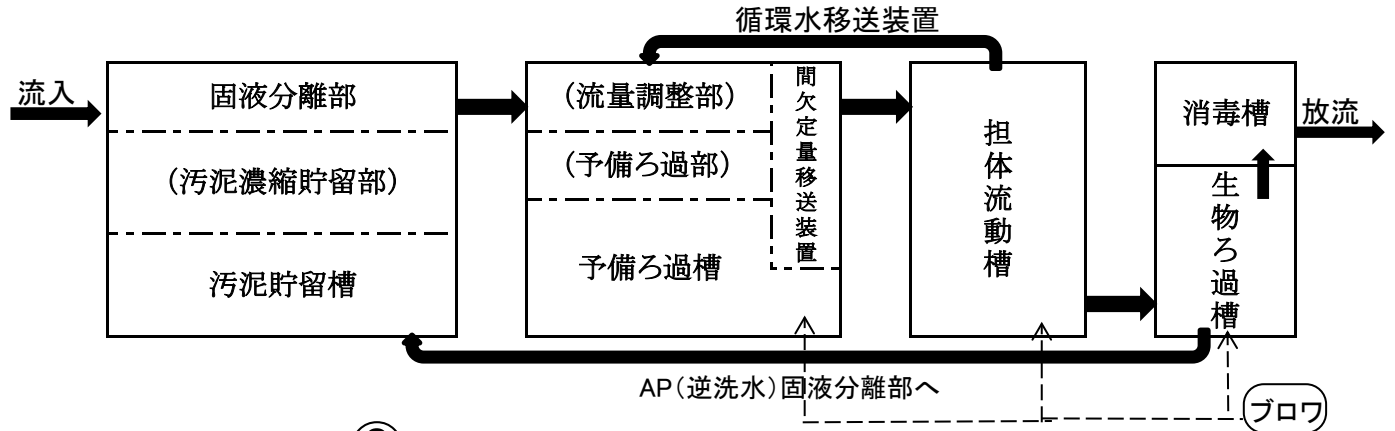 循環水移送装置
流入
固液分離部
(汚泥濃縮貯留部)
汚泥貯留槽
(流量調整部)
(予備ろ過部)
予備ろ過槽
間欠定量移送装置
担体流動槽
消毒槽
生物ろ過槽
放流
AP(逆洗水)固液分離部へ
ブロワ